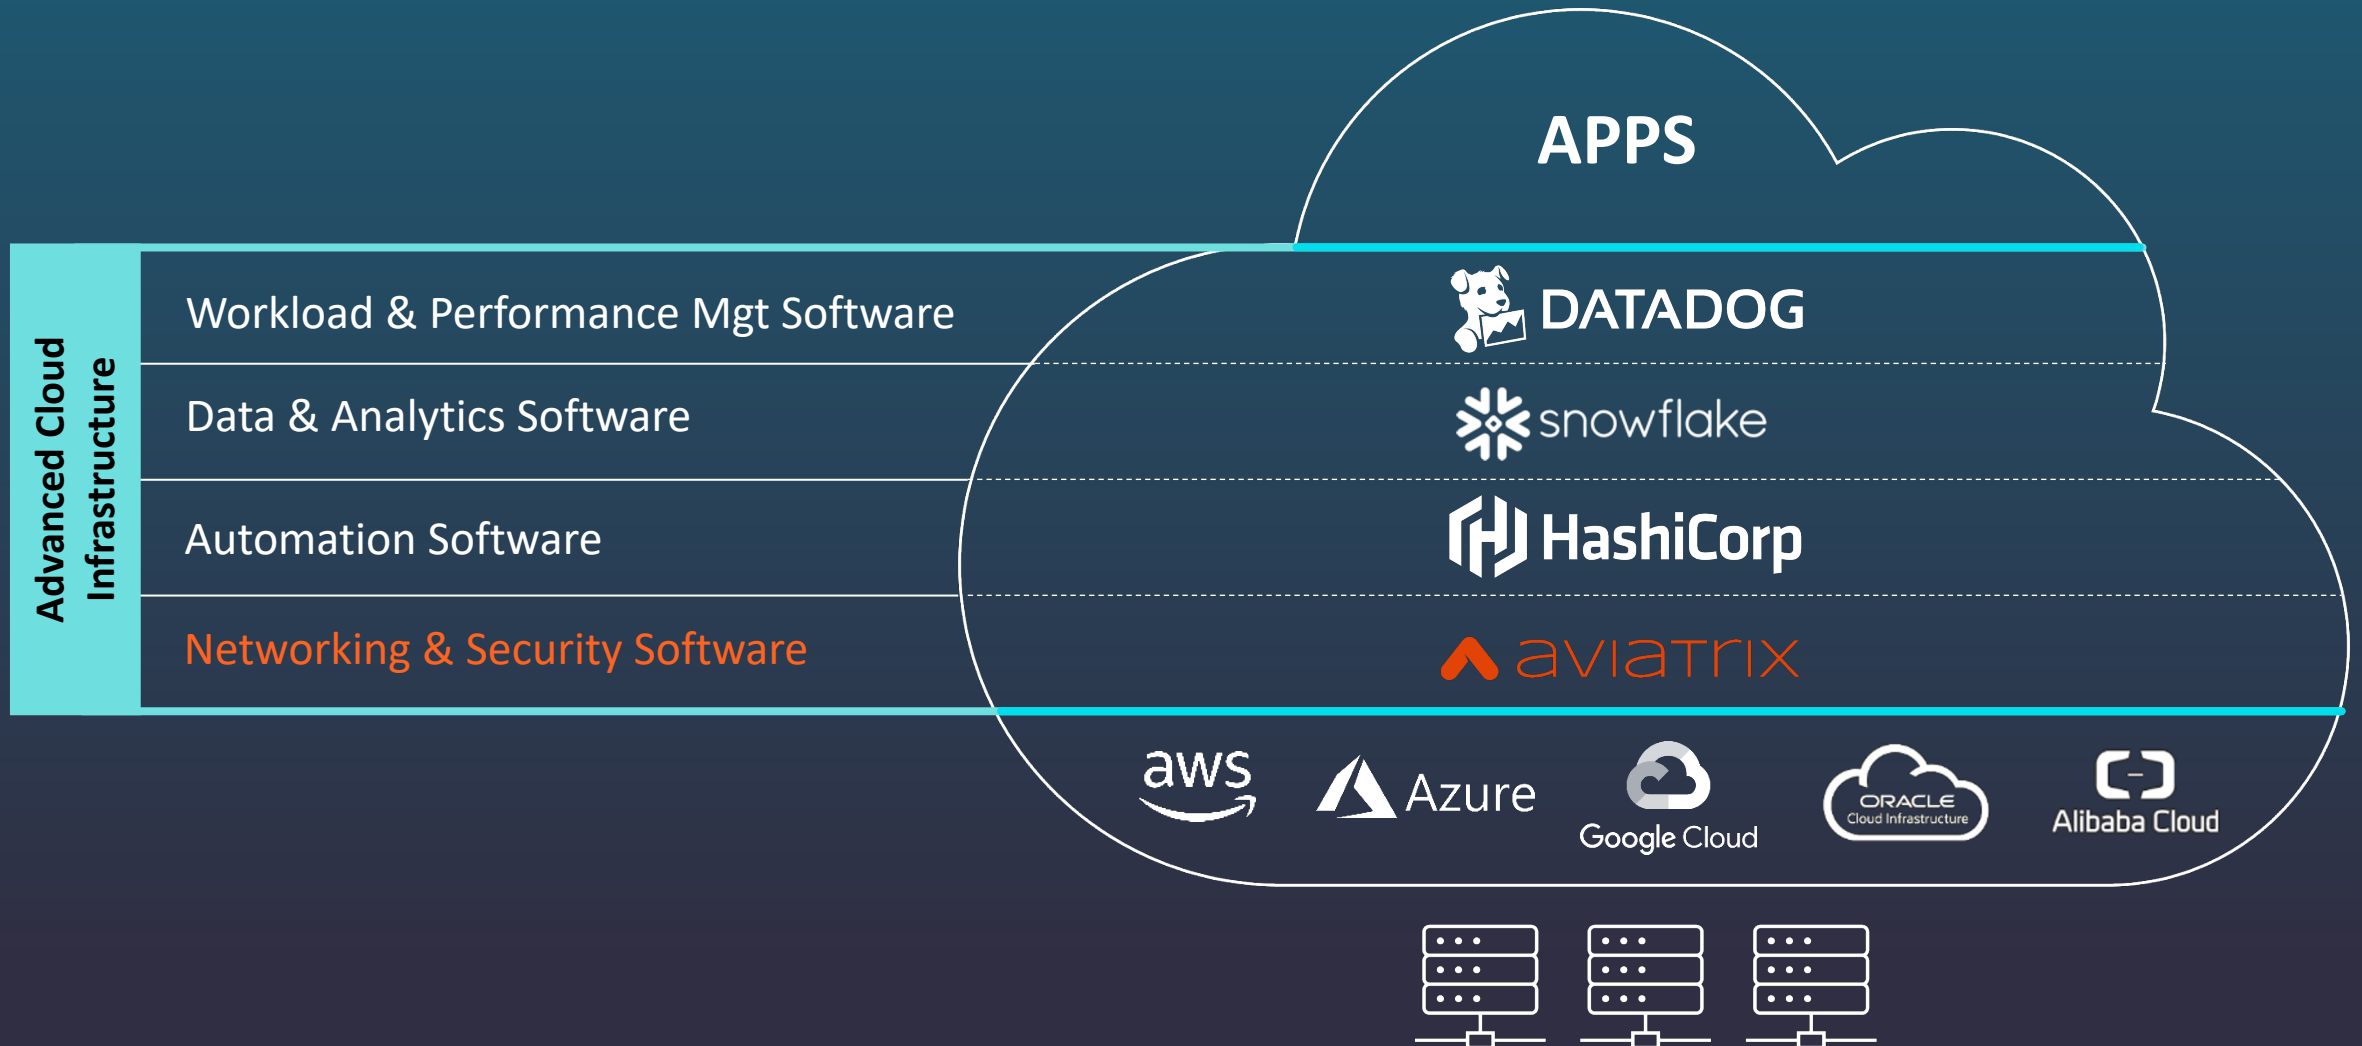 APPS
Advanced Cloud
Infrastructure
Workload & Performance Mgt Software
DATADOG
Data & Analytics Software
snowflake
Automation Software
HashiCorp
Networking & Security Software
aviatrix
aws
Azure
Google Cloud
ORACLE
Cloud Infrastructure
Alibaba Cloud